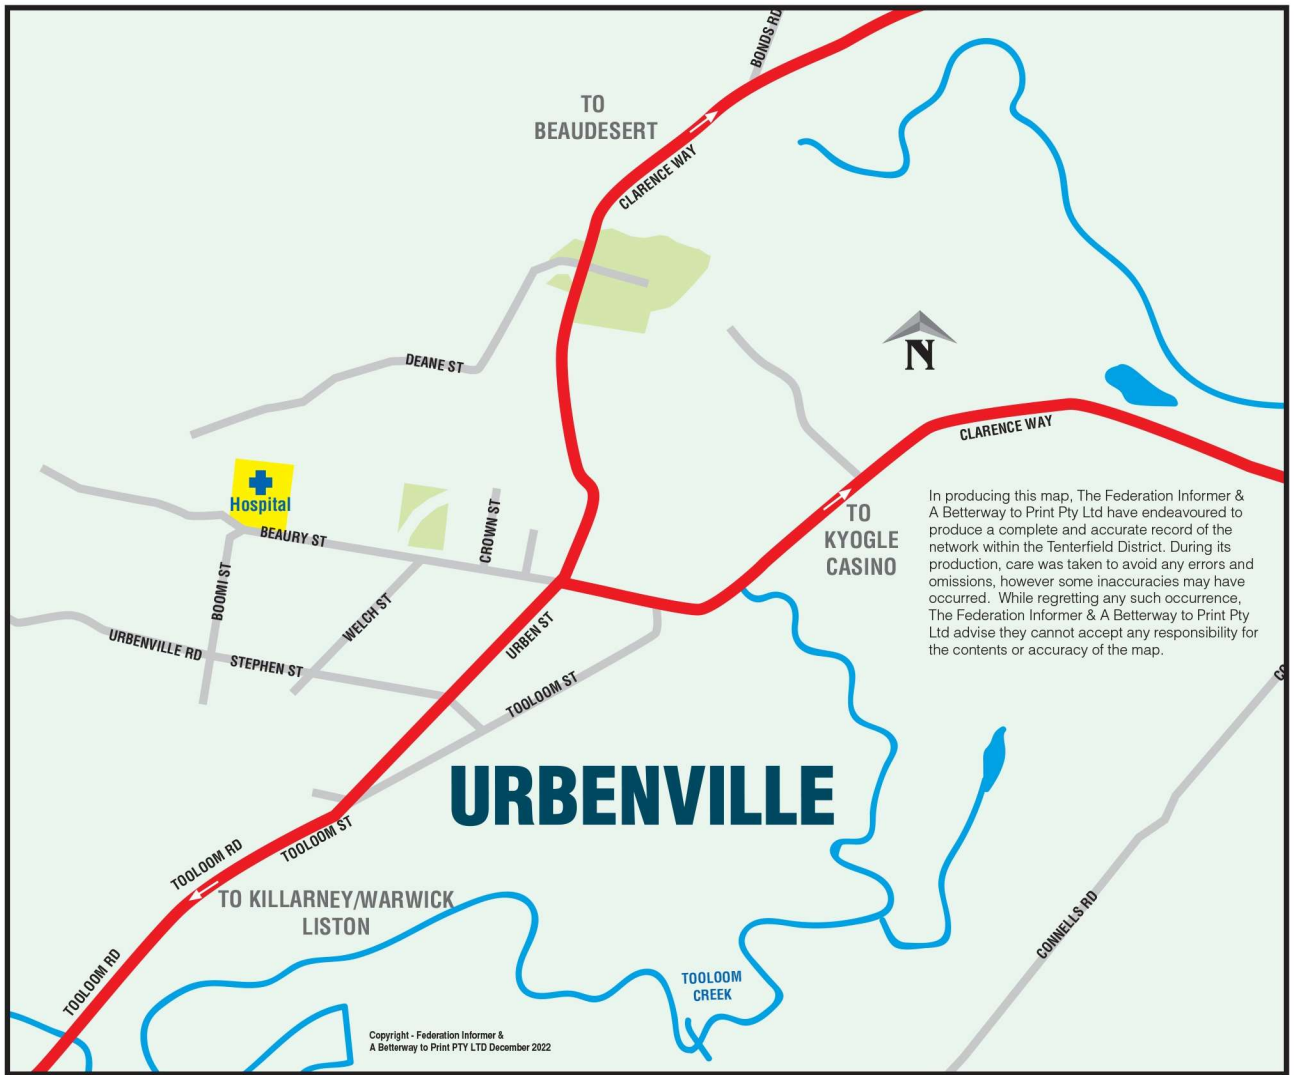 BONDS RD
TO
BEAUDESERT
CLARENCE WAY
N
DEANE ST
CLARENCE WAY
Hospital
BEAURY ST
CROWN ST
BOOMI ST
WELCH ST
URBENVILLE RD
STEPHEN ST
URBEN ST
TOOLOOM ST
TO
KYOGLE
CASINO
In producing this map, The Federation Informer &
A Betterway to Print Pty Ltd have endeavoured to
produce a complete and accurate record of the
network within the Tenterfield District. During its
production, care was taken to avoid any errors and
omissions, however some inaccuracies may have
occurred.  While regretting any such occurrence,
The Federation Informer & A Betterway to Print Pty
Ltd advise they cannot accept any responsibility for
the contents or accuracy of the map.
CO
URBENVILLE
TOOLOOM RD
TOOLOOM ST
TO KILLARNEY/WARWICK
LISTON
TOOLOOM RD
CONNELLS RD
TOOLOOM
CREEK
Copyright - Federation Informer &
A Betterway to Print PTY LTD December 2022